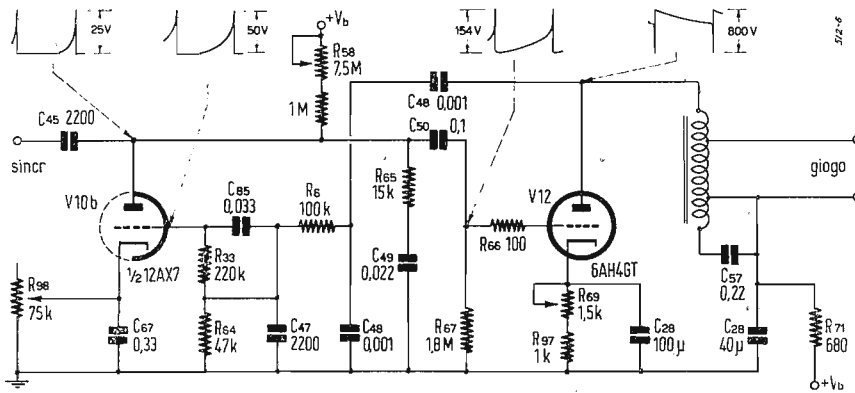 25V
50V
+Vb
154V
800V
5/2-6
R58
7,5M
1M
C48 0,001
C50 0,1
C45 2200
sincr
V10b
½ 12AX7
C85
0,033
R6
100k
R65
15k
V12
R66 100
6AH4GT
giogo
R33
220k
C49
0,022
C57
0,22
R98
75k
C67
0,33
R64
47k
C47
2200
C48
0,001
R67
1,8M
R69
1,5k
R97
1k
C28
100µ
C28
40µ
R71
680
+Vb